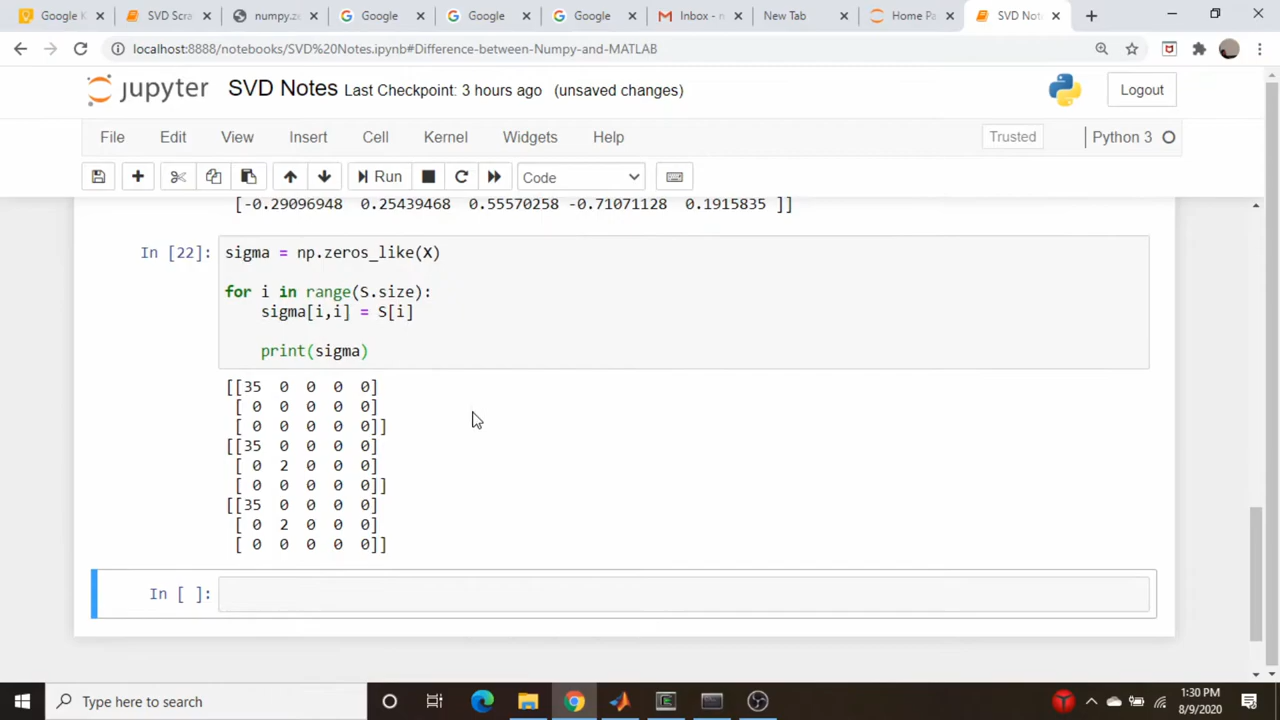 Google K
SVD Scra
numpy.ze
Google
Google
Google
Inbox - n
New Tab
Home Pa
SVD Not
localhost:8888/notebooks/SVD%20Notes.ipynb#Difference-between-Numpy-and-MATLAB
jupyter SVD Notes Last Checkpoint: 3 hours ago (unsaved changes) Logout
File Edit View Insert Cell Kernel Widgets Help Trusted Python 3
Run Code
[-0.29096948 0.25439468 0.55570258 -0.71071128 0.1915835 ]]
In [22]: sigma = np.zeros_like(X)
for i in range(S.size):
sigma[i,i] = S[i]
print(sigma)
[[35 0 0 0 0]
[ 0 0 0 0 0]
[ 0 0 0 0 0]]
[[35 0 0 0 0]
[ 0 2 0 0 0]
[ 0 0 0 0 0]]
[[35 0 0 0 0]
[ 0 2 0 0 0]
[ 0 0 0 0 0]]
In [ ]:
Type here to search
1:30 PM
8/9/2020